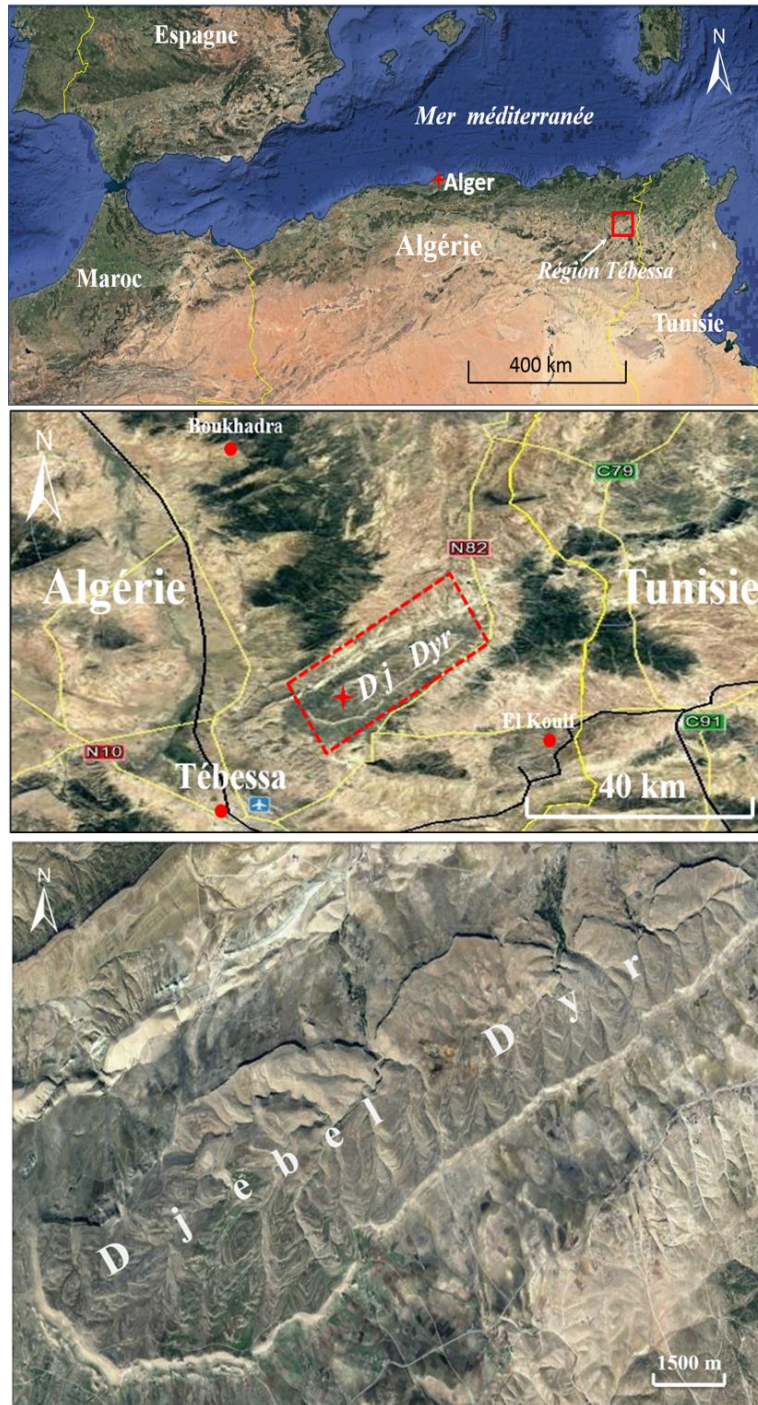 Espagne
N
Mer méditerranée
Alger
Algérie
Région Tébessa
Maroc
Tunisie
400 km
Boukhadra
N
C79
N82
Algérie
Tunisie
Dj Dyr
El Kouif
C91
N10
Tébessa
40 km
N
Djebel Dyr
1500 m